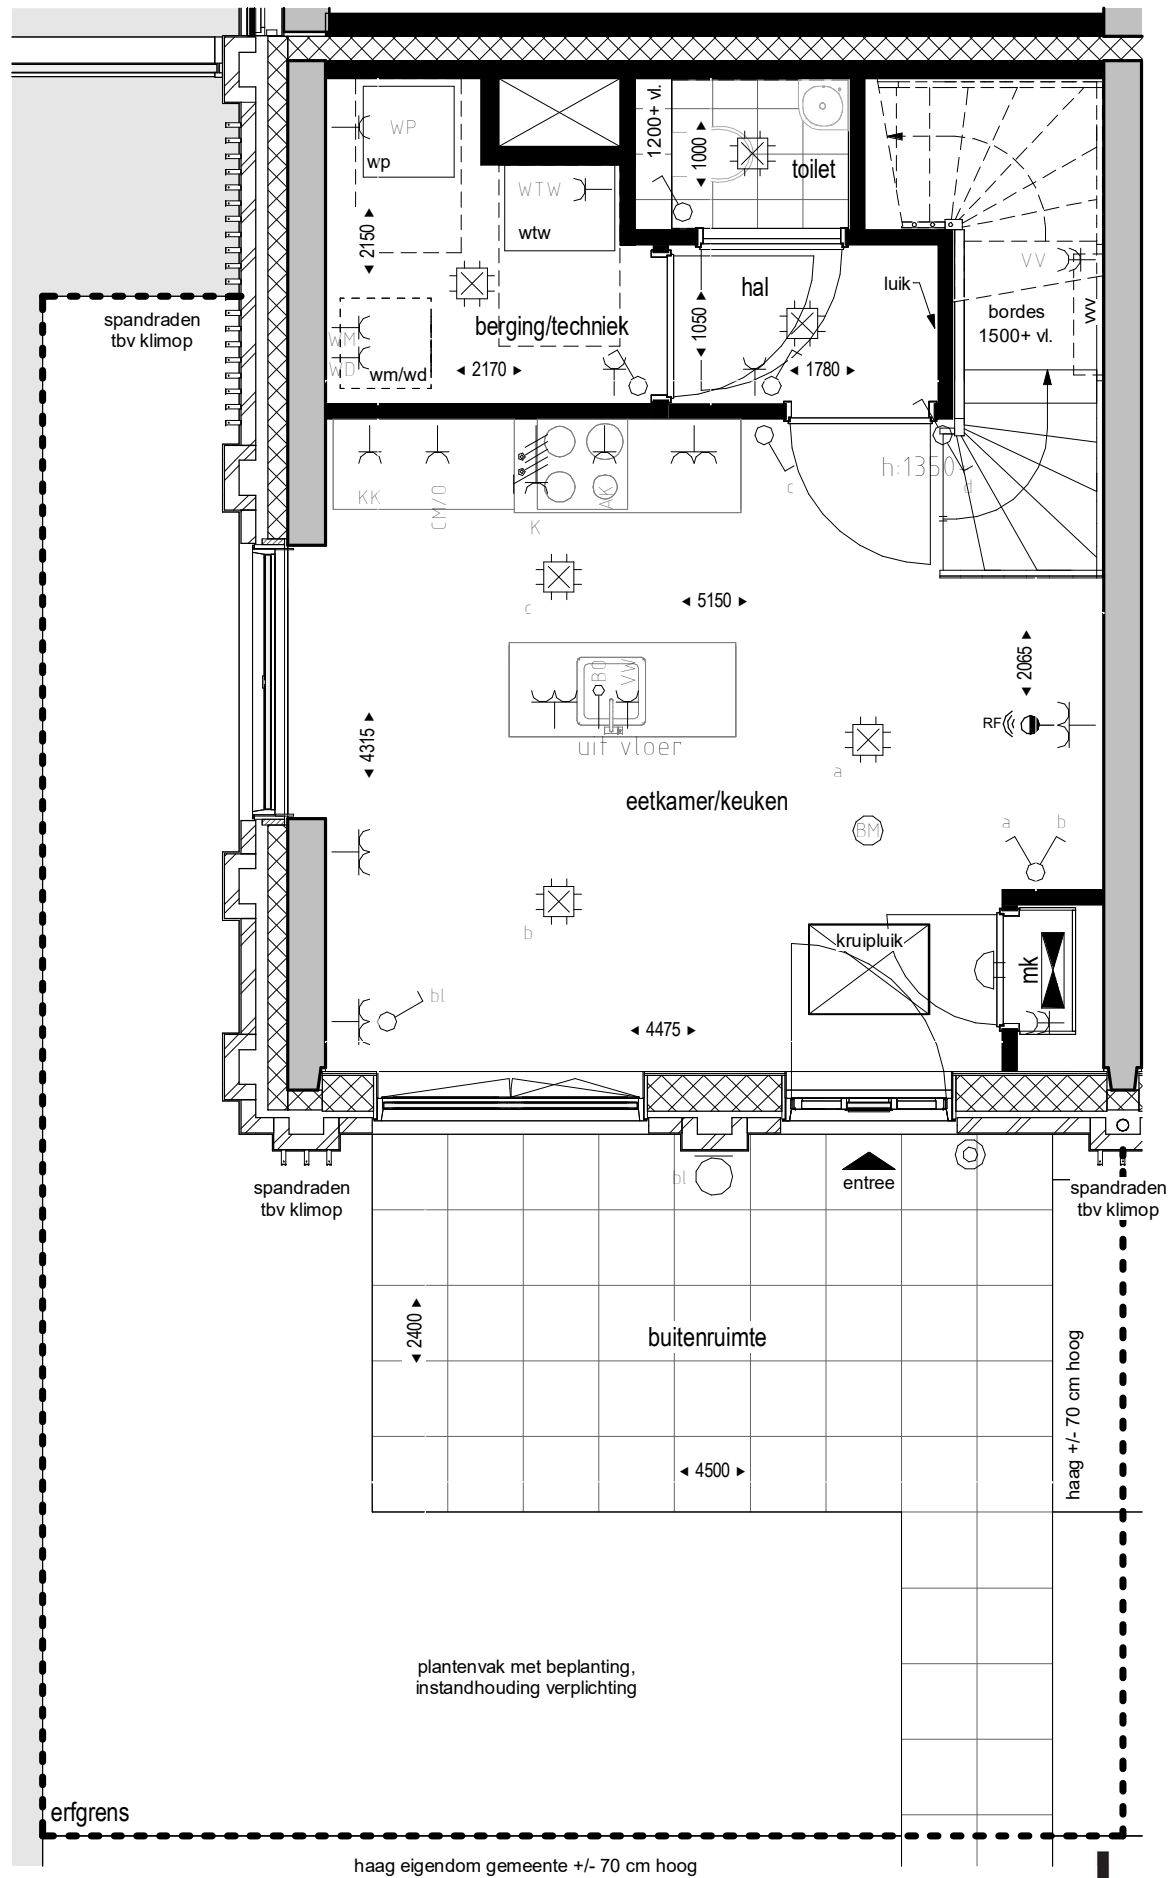 1200+ vl.
1000
toilet
WP
wp
WTW
wtw
2150
hal
luik
VV
vv
bordes
1500+ vl.
spandraden
tbv klimop
berging/techniek
1050
WM
WD
wm/wd
2170
1780
KK
CM/O
K
AK
c
h:1350
d
c
5150
2065
BO
VW
uit vloer
RF
4315
a
eetkamer/keuken
BM
a
b
b
kruipluik
mk
bl
4475
bl
entree
spandraden
tbv klimop
spandraden
tbv klimop
2400
buitenruimte
haag +/- 70 cm hoog
4500
plantenvak met beplanting,
instandhouding verplichting
erfgrens
haag eigendom gemeente +/- 70 cm hoog